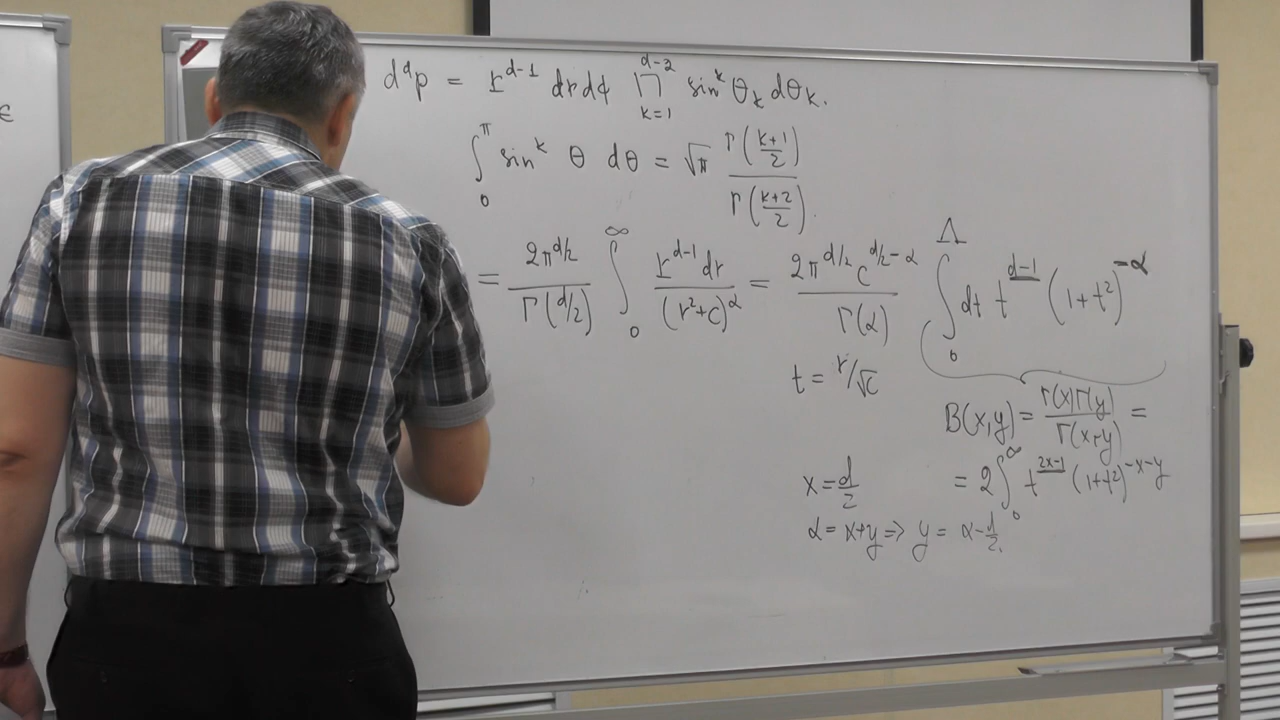 ε
d^d p = r^{d-1} dr dϕ ∏_{k=1}^{d-2} sin^k θ_k dθ_k.
∫_0^π sin^k θ dθ = √π Γ((k+1)/2) / Γ((k+2)/2).
= 2π^{d/2} / Γ(d/2) ∫_0^∞ r^{d-1} dr / (r²+c)^α = 2π^{d/2} c^{d/2-α} / Γ(α) ∫_0^Λ dt t^{d-1} (1+t²)^{-α}
t = r/√c
B(x,y) = Γ(x)Γ(y) / Γ(x+y) =
x = d/2 = 2 ∫_0^∞ t^{2x-1} (1+t²)^{-x-y}
α = x+y ⇒ y = α - d/2.